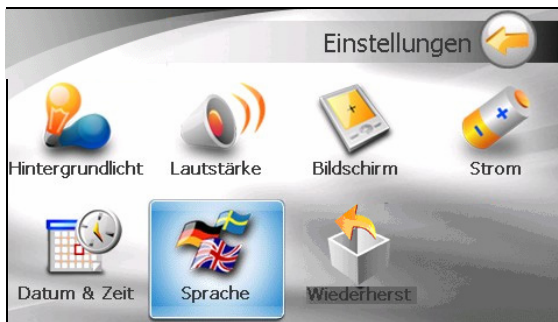 Einstellungen
Hintergrundlicht Lautstärke Bildschirm Strom
Datum & Zeit Sprache Wiederherst